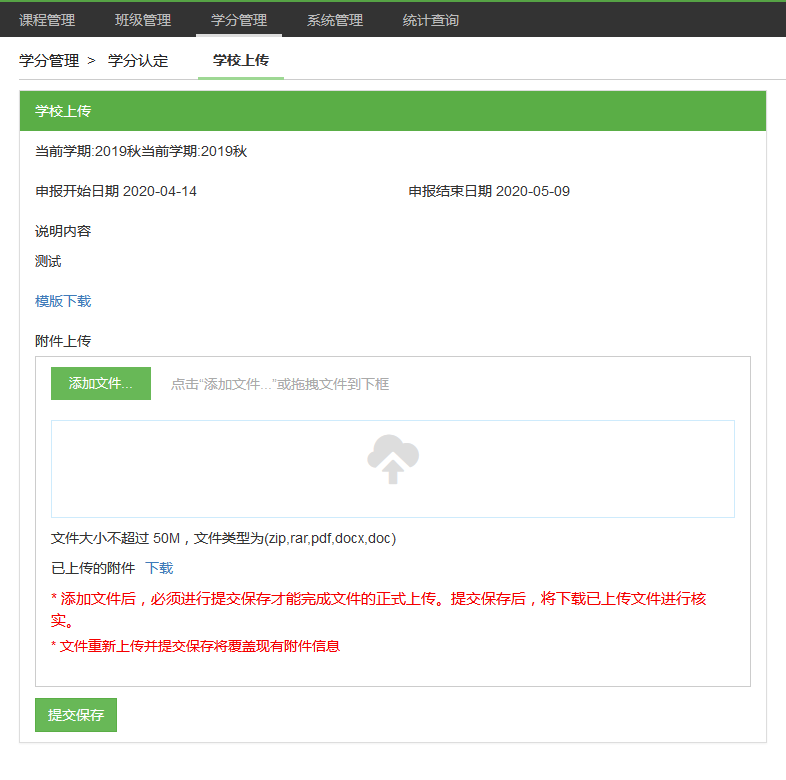 课程管理 班级管理 学分管理 系统管理 统计查询
学分管理 > 学分认定 学校上传
学校上传
当前学期:2019秋当前学期:2019秋
申报开始日期 2020-04-14 申报结束日期 2020-05-09
说明内容
测试
模版下载
附件上传
添加文件... 点击“添加文件...”或拖拽文件到下框
文件大小不超过 50M，文件类型为(zip,rar,pdf,docx,doc)
已上传的附件 下载
* 添加文件后，必须进行提交保存才能完成文件的正式上传。提交保存后，将下载已上传文件进行核
实。
* 文件重新上传并提交保存将覆盖现有附件信息
提交保存